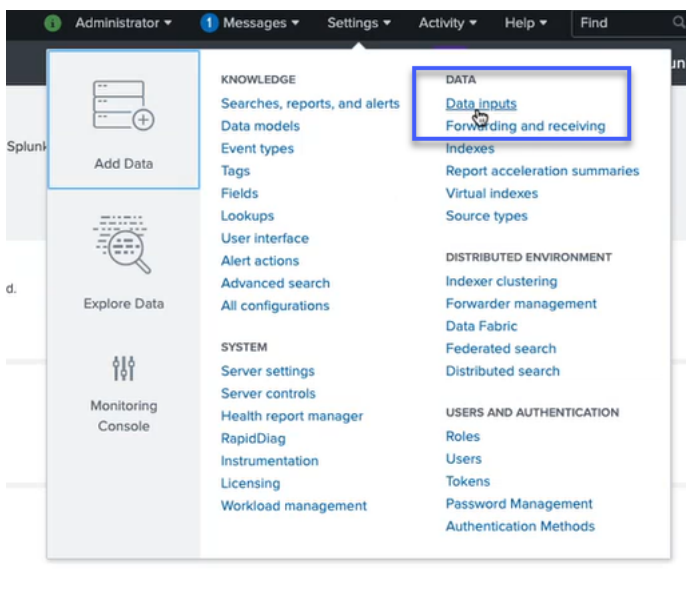 i Administrator 1 Messages Settings Activity Help Find
Splunk
d.
Add Data
Explore Data
Monitoring
Console
KNOWLEDGE
Searches, reports, and alerts
Data models
Event types
Tags
Fields
Lookups
User interface
Alert actions
Advanced search
All configurations
SYSTEM
Server settings
Server controls
Health report manager
RapidDiag
Instrumentation
Licensing
Workload management
DATA
Data inputs
Forwarding and receiving
Indexes
Report acceleration summaries
Virtual indexes
Source types
DISTRIBUTED ENVIRONMENT
Indexer clustering
Forwarder management
Data Fabric
Federated search
Distributed search
USERS AND AUTHENTICATION
Roles
Users
Tokens
Password Management
Authentication Methods